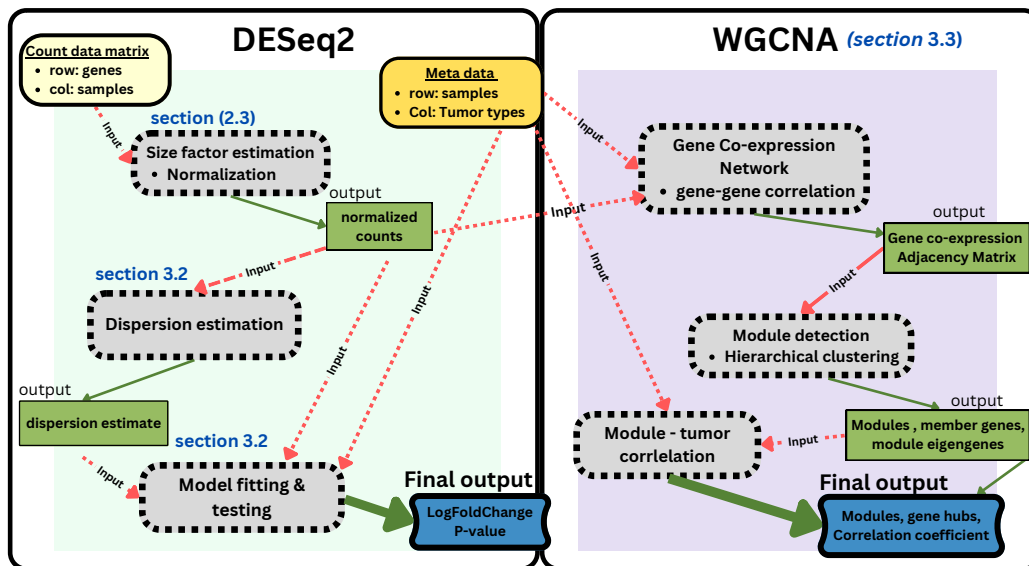 DESeq2
Count data matrix
• row: genes
• col: samples
Meta data
• row: samples
• Col: Tumor types
Input
section (2.3)
Size factor estimation
• Normalization
output
normalized
counts
Input
section 3.2
Dispersion estimation
Input
Input
output
dispersion estimate
section 3.2
Input
Model fitting &
testing
Final output
LogFoldChange
P-value
WGCNA (section 3.3)
Input
Gene Co-expression
Network
• gene-gene correlation
Input
output
Gene co-expression
Adjacency Matrix
Input
Input
Module detection
• Hierarchical clustering
output
Modules , member genes,
module eigengenes
Input
Module - tumor
corrlelation
Final output
Modules, gene hubs,
Correlation coefficient